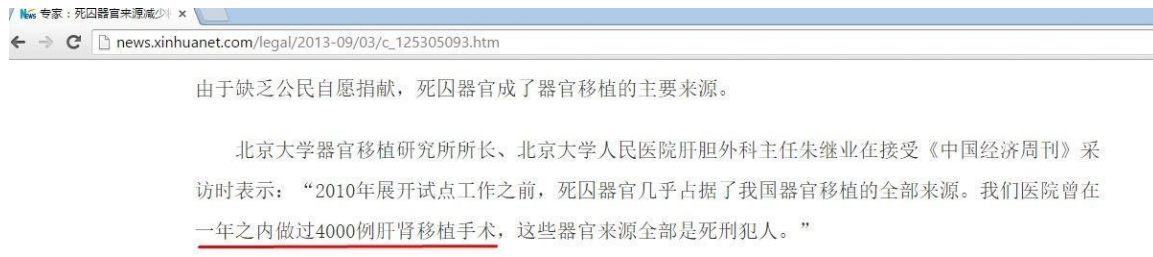 News 专家：死囚器官来源减少
news.xinhuanet.com/legal/2013-09/03/c_125305093.htm
由于缺乏公民自愿捐献，死囚器官成了器官移植的主要来源。
北京大学器官移植研究所所长、北京大学人民医院肝胆外科主任朱继业在接受《中国经济周刊》采
访时表示：“2010年展开试点工作之前，死囚器官几乎占据了我国器官移植的全部来源。我们医院曾在
一年之内做过4000例肝肾移植手术，这些器官来源全部是死刑犯人。”